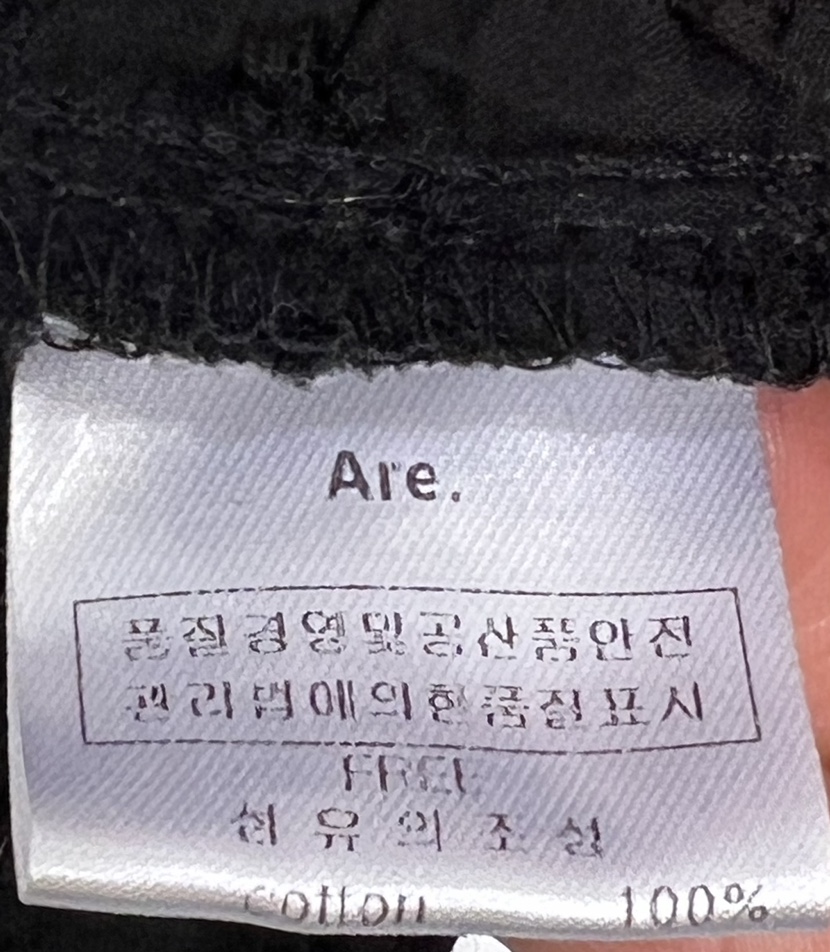 Are.
품질경영및공산품안전
관리법에의한품질표시
FREE
섬 유 의 조 성
Cotton 100%